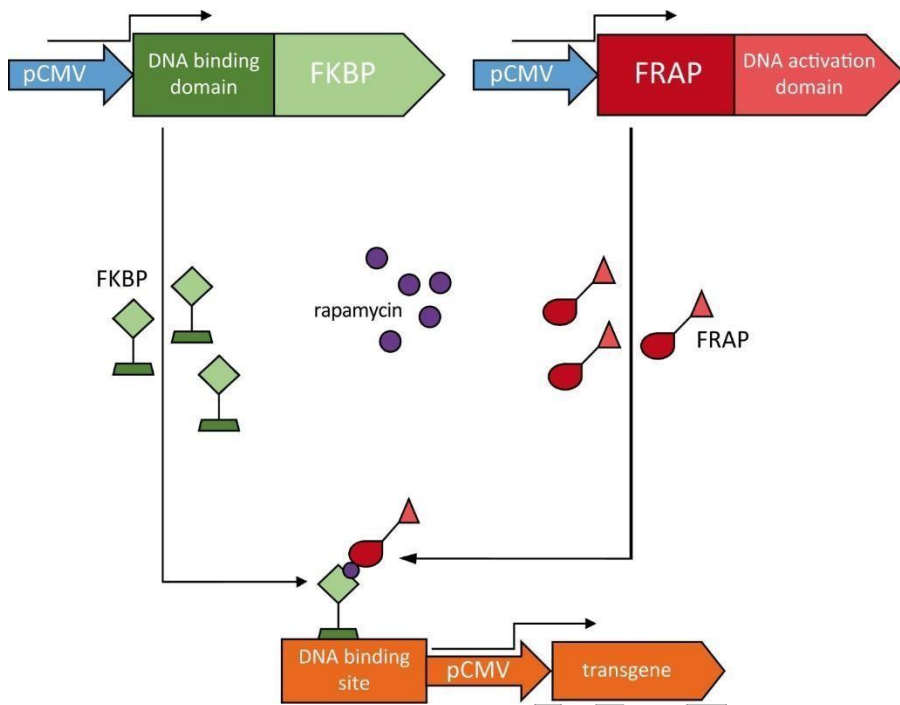 pCMV
DNA binding
domain
FKBP
pCMV
FRAP
DNA activation
domain
FKBP
rapamycin
FRAP
DNA binding
site
pCMV
transgene